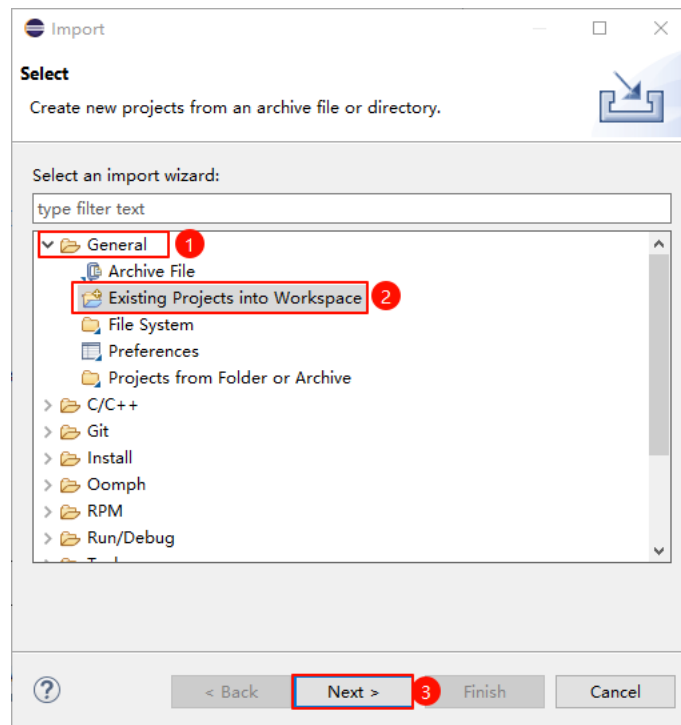 Import
Select
Create new projects from an archive file or directory.
Select an import wizard:
type filter text
General 1
Archive File
Existing Projects into Workspace 2
File System
Preferences
Projects from Folder or Archive
C/C++
Git
Install
Oomph
RPM
Run/Debug
? < Back Next > 3 Finish Cancel